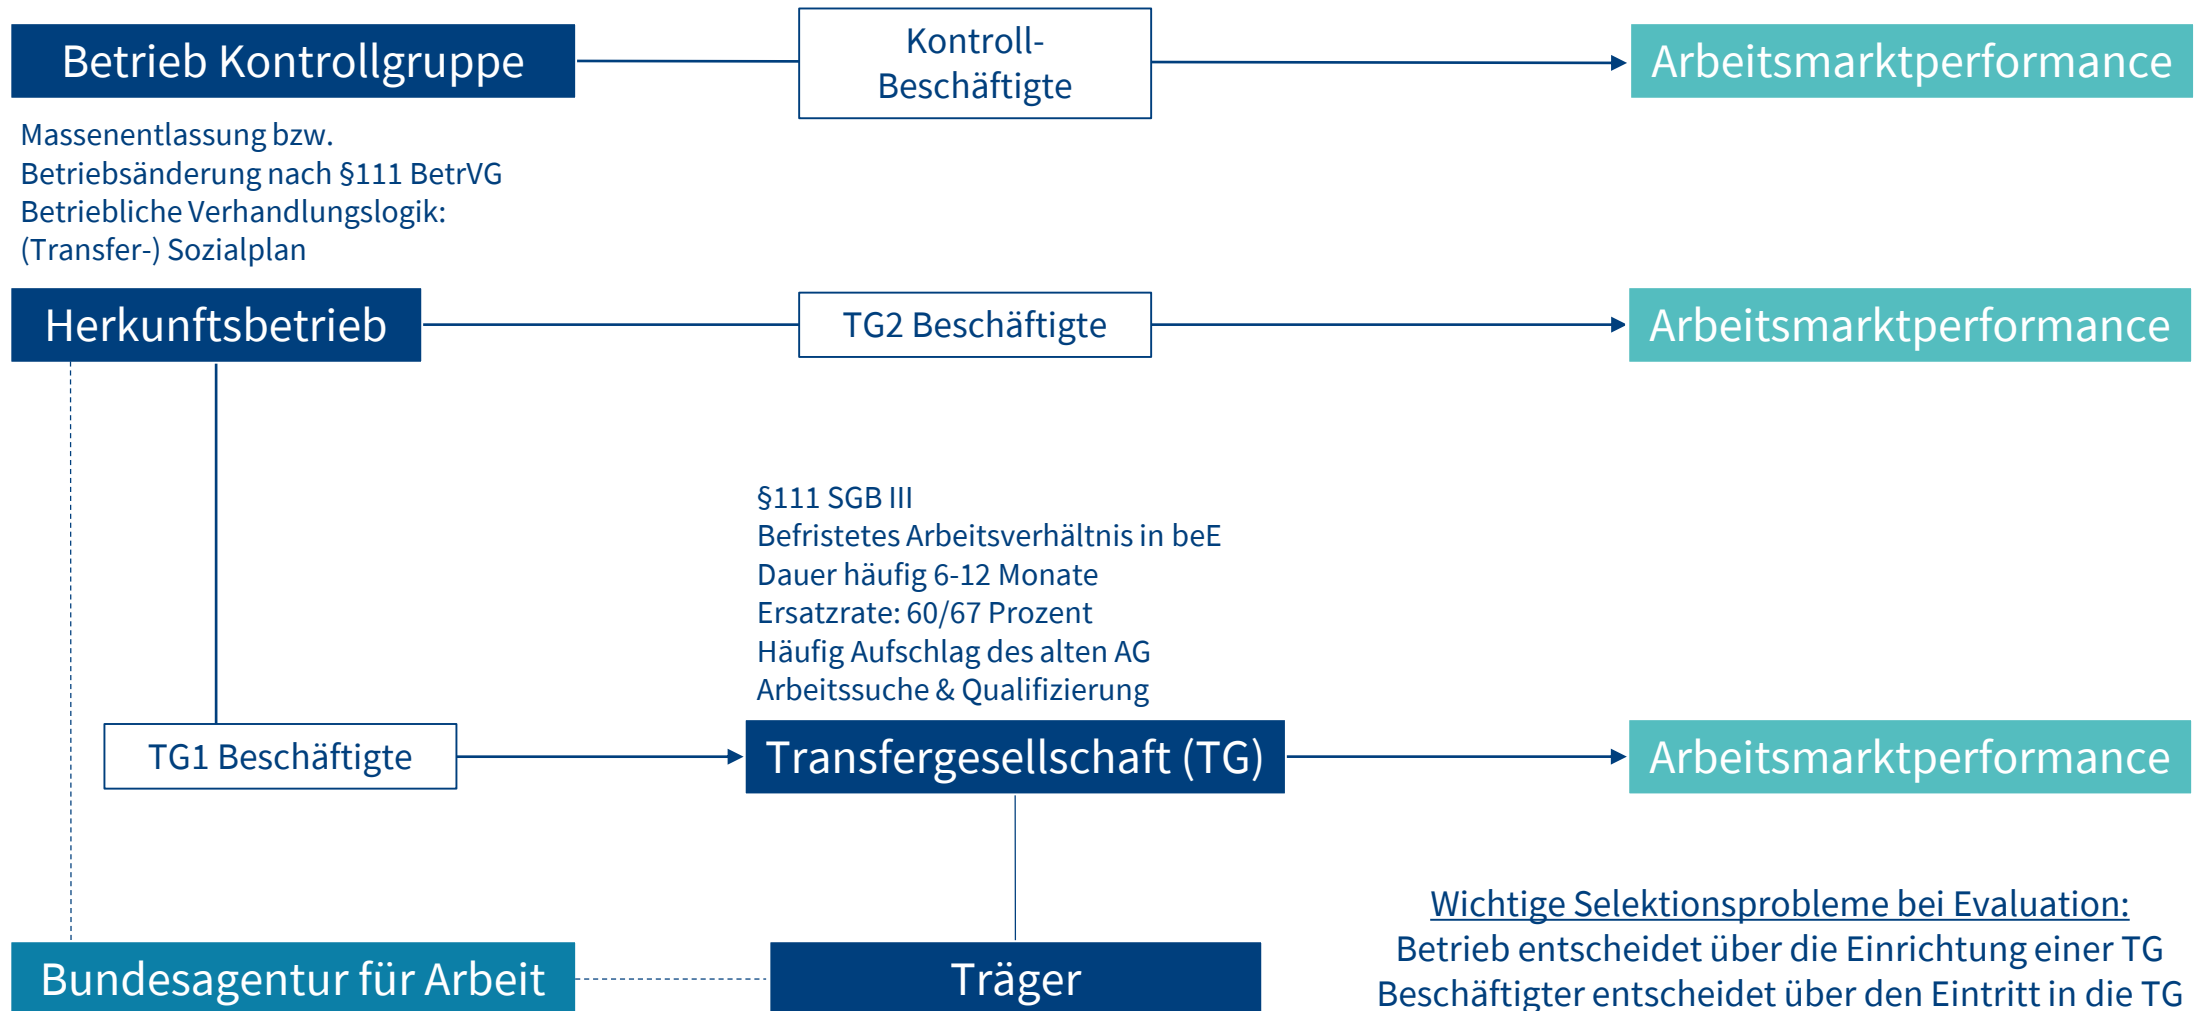 Betrieb Kontrollgruppe
Kontroll-
Beschäftigte
Arbeitsmarktperformance
Massenentlassung bzw.
Betriebsänderung nach §111 BetrVG
Betriebliche Verhandlungslogik:
(Transfer-) Sozialplan
Herkunftsbetrieb
TG2 Beschäftigte
Arbeitsmarktperformance
§111 SGB III
Befristetes Arbeitsverhältnis in beE
Dauer häufig 6-12 Monate
Ersatzrate: 60/67 Prozent
Häufig Aufschlag des alten AG
Arbeitssuche & Qualifizierung
TG1 Beschäftigte
Transfergesellschaft (TG)
Arbeitsmarktperformance
Wichtige Selektionsprobleme bei Evaluation:
Betrieb entscheidet über die Einrichtung einer TG
Beschäftigter entscheidet über den Eintritt in die TG
Bundesagentur für Arbeit
Träger